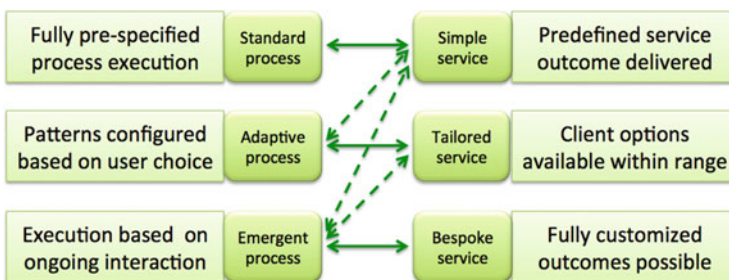 Fully pre-specified
process execution
Standard
process
Simple
service
Predefined service
outcome delivered
Patterns configured
based on user choice
Adaptive
process
Tailored
service
Client options
available within range
Execution based on
ongoing interaction
Emergent
process
Bespoke
service
Fully customized
outcomes possible